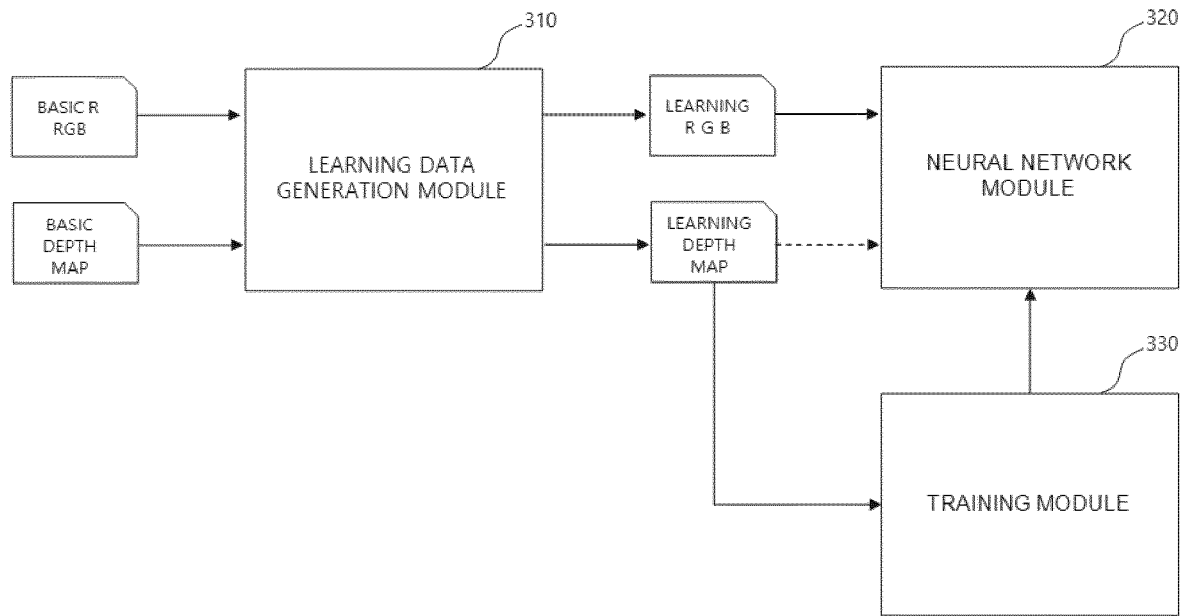 310
320
BASIC R
RGB
LEARNING DATA
GENERATION MODULE
LEARNING
R G B
NEURAL NETWORK
MODULE
BASIC
DEPTH
MAP
LEARNING
DEPTH
MAP
330
TRAINING MODULE